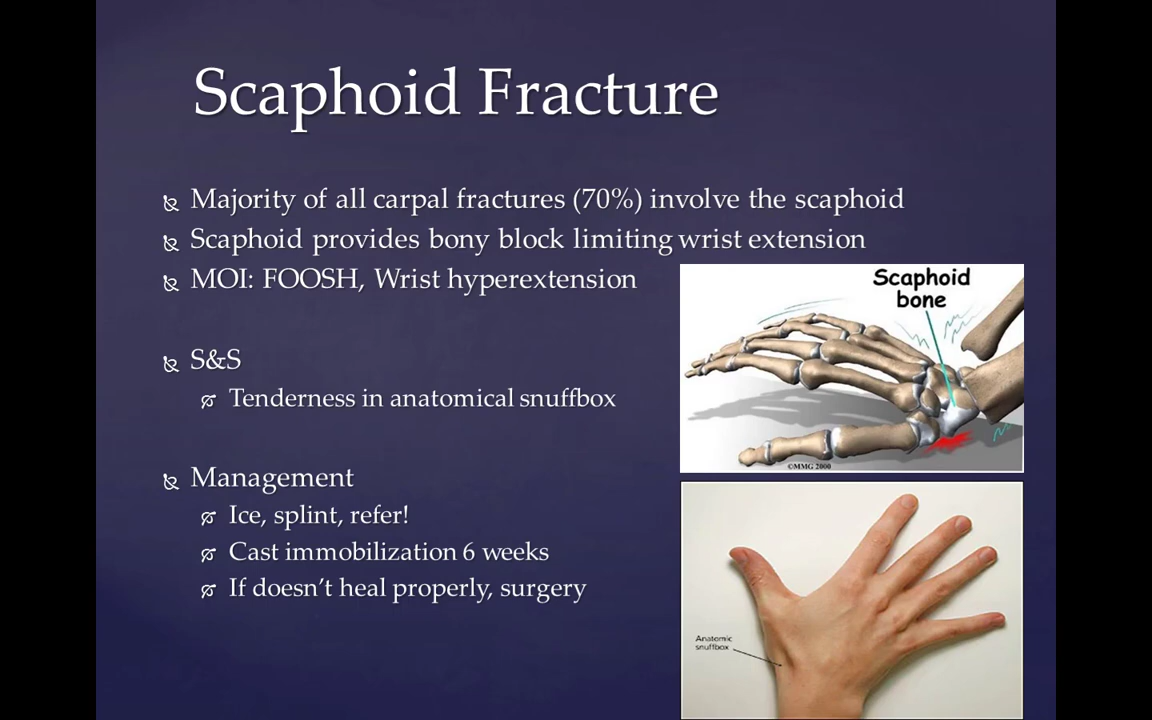 Scaphoid Fracture
Majority of all carpal fractures (70%) involve the scaphoid
Scaphoid provides bony block limiting wrist extension
MOI: FOOSH, Wrist hyperextension
S&S
Tenderness in anatomical snuffbox
Management
Ice, splint, refer!
Cast immobilization 6 weeks
If doesn’t heal properly, surgery
Scaphoid
bone
©MMG 2000
Anatomic
snuffbox